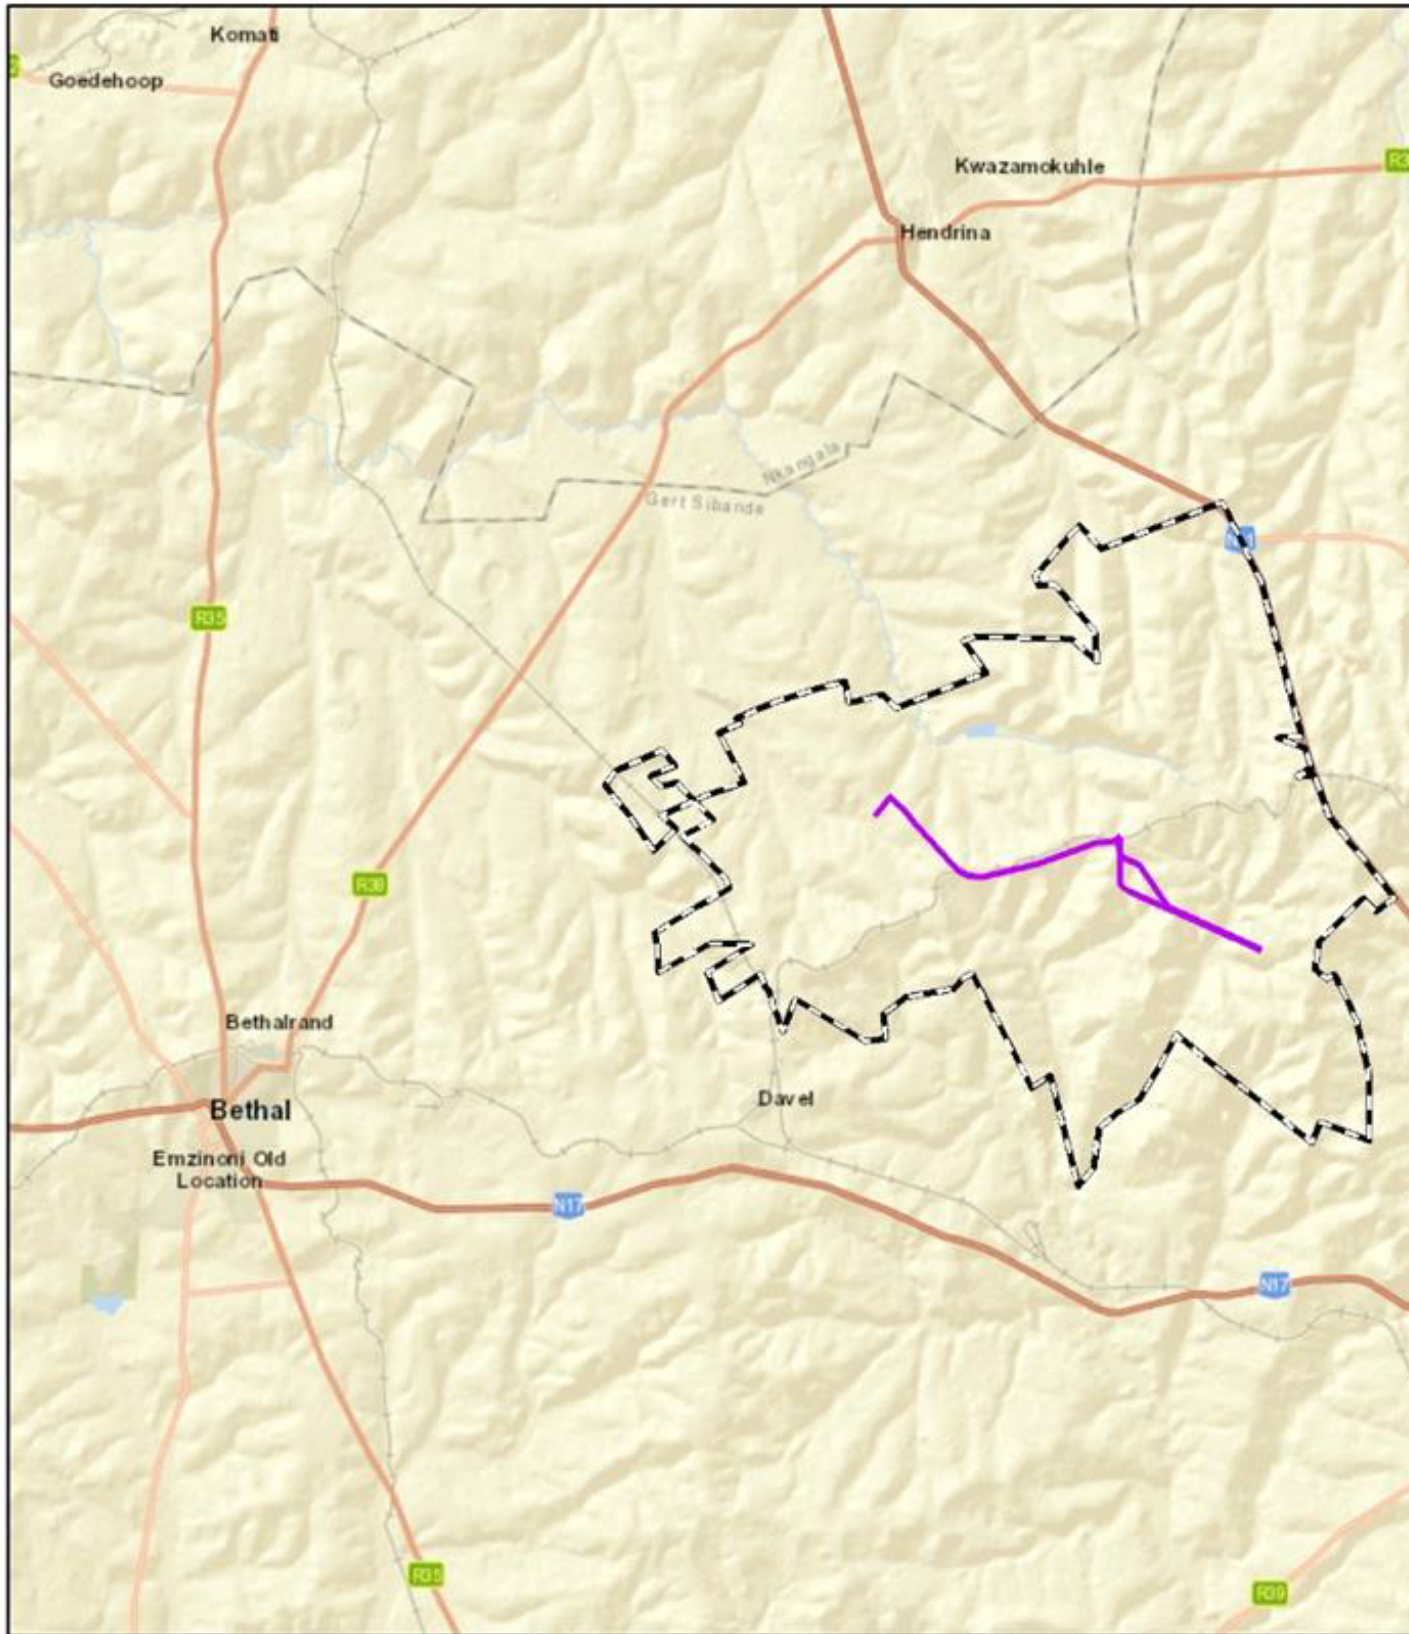 Komati
Goedehoop
Kwazamokuhle
Hendrina
Nkangala
Gert Sibande
R35
R38
Bethalrand
Bethal
Davel
Emzinoni Old
Location
N17
N17
R35
R39